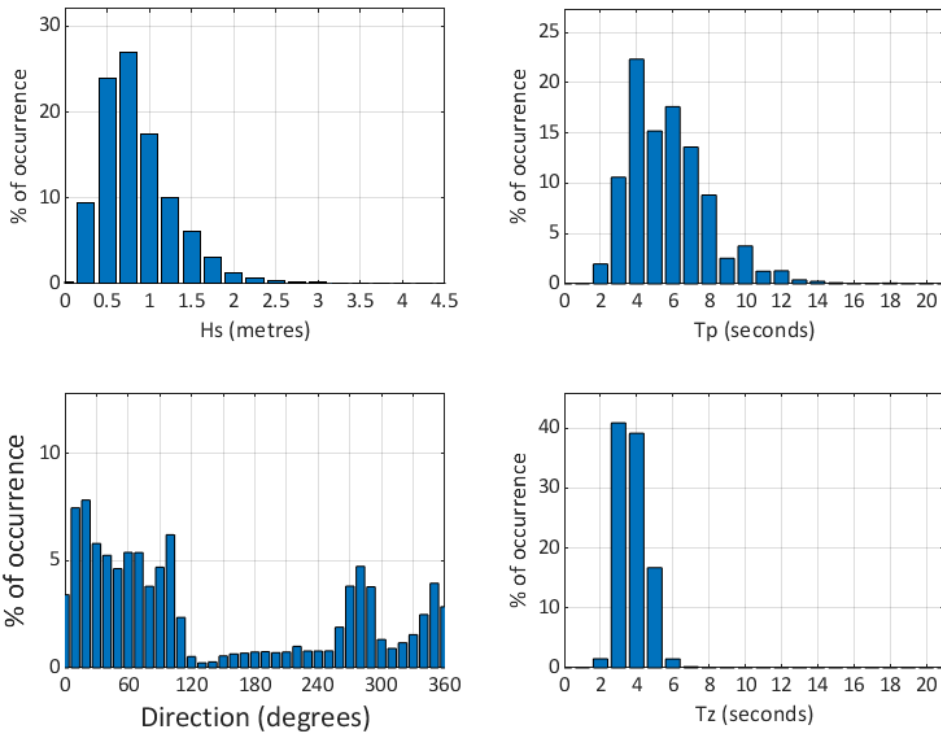 30
20
10
0
% of occurrence
0 0.5 1 1.5 2 2.5 3 3.5 4 4.5
Hs (metres)
25
20
15
10
5
0
% of occurrence
0 2 4 6 8 10 12 14 16 18 20
Tp (seconds)
10
5
0
% of occurrence
0 60 120 180 240 300 360
Direction (degrees)
40
30
20
10
0
% of occurrence
0 2 4 6 8 10 12 14 16 18 20
Tz (seconds)